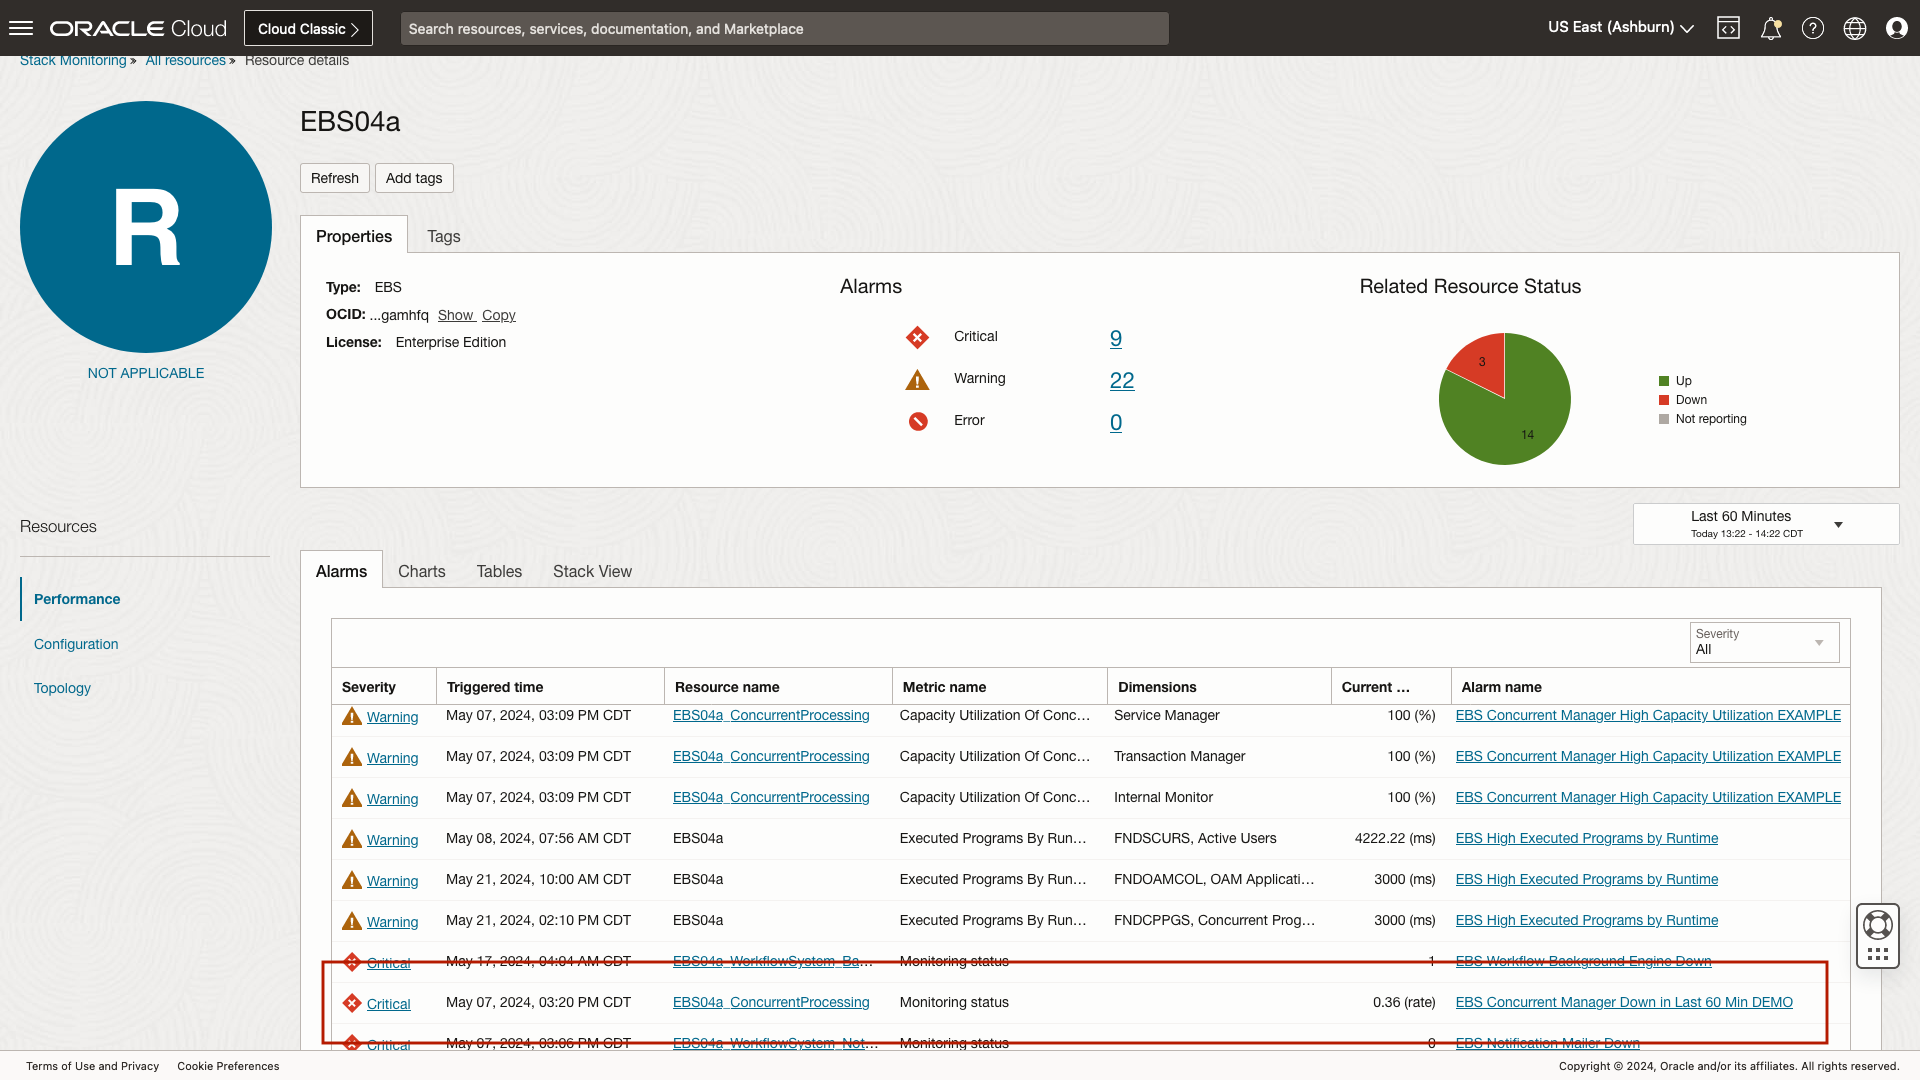 ORACLE Cloud
Cloud Classic
Search resources, services, documentation, and Marketplace
US East (Ashburn)
Stack Monitoring » All resources » Resource details
R
NOT APPLICABLE
EBS04a
Refresh
Add tags
Properties
Tags
Type: EBS
OCID: ...gamhfq Show Copy
License: Enterprise Edition
Alarms
Critical 9
Warning 22
Error 0
Related Resource Status
3
14
Up
Down
Not reporting
Resources
Performance
Configuration
Topology
Last 60 Minutes
Today 13:22 - 14:22 CDT
Alarms
Charts
Tables
Stack View
Severity
All
Severity Triggered time Resource name Metric name Dimensions Current ... Alarm name
Warning May 07, 2024, 03:09 PM CDT EBS04a_ConcurrentProcessing Capacity Utilization Of Conc... Service Manager 100 (%) EBS Concurrent Manager High Capacity Utilization EXAMPLE
Warning May 07, 2024, 03:09 PM CDT EBS04a_ConcurrentProcessing Capacity Utilization Of Conc... Transaction Manager 100 (%) EBS Concurrent Manager High Capacity Utilization EXAMPLE
Warning May 07, 2024, 03:09 PM CDT EBS04a_ConcurrentProcessing Capacity Utilization Of Conc... Internal Monitor 100 (%) EBS Concurrent Manager High Capacity Utilization EXAMPLE
Warning May 08, 2024, 07:56 AM CDT EBS04a Executed Programs By Run... FNDSCURS, Active Users 4222.22 (ms) EBS High Executed Programs by Runtime
Warning May 21, 2024, 10:00 AM CDT EBS04a Executed Programs By Run... FNDOAMCOL, OAM Applicati... 3000 (ms) EBS High Executed Programs by Runtime
Warning May 21, 2024, 02:10 PM CDT EBS04a Executed Programs By Run... FNDCPPGS, Concurrent Prog... 3000 (ms) EBS High Executed Programs by Runtime
Critical May 17, 2024, 04:04 AM CDT EBS04a_WorkflowSystem_Ba... Monitoring status 1 EBS Workflow Background Engine Down
Critical May 07, 2024, 03:20 PM CDT EBS04a_ConcurrentProcessing Monitoring status 0.36 (rate) EBS Concurrent Manager Down in Last 60 Min DEMO
Critical May 07, 2024, 03:06 PM CDT EBS04a_WorkflowSystem_Not... Monitoring status 0 EBS Notification Mailer Down
Terms of Use and Privacy Cookie Preferences
Copyright © 2024, Oracle and/or its affiliates. All rights reserved.